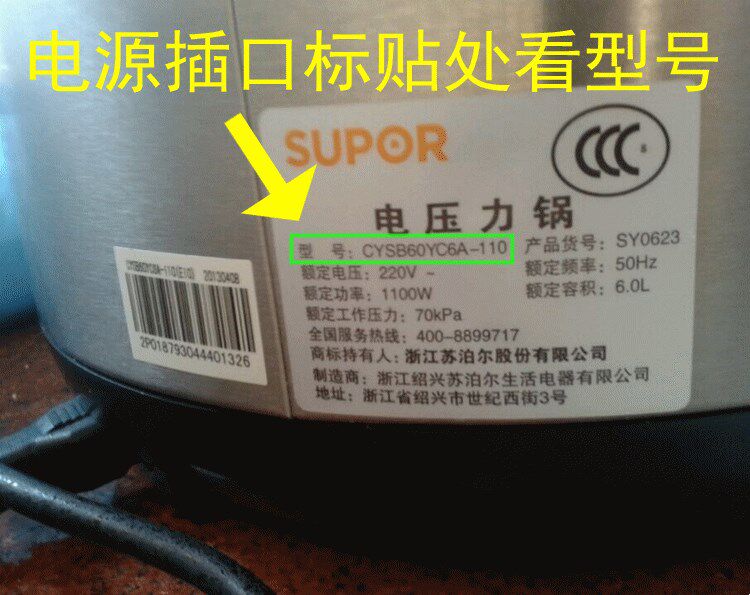 电源插口标贴处看型号
SUPOR
CCC
S
电压力锅
型 号：CYSB60YC6A-110 产品货号：SY0623
额定电压：220V ~ 额定频率：50Hz
额定功率：1100W 额定容积：6.0L
额定工作压力：70kPa
全国服务热线：400-8899717
商标持有人：浙江苏泊尔股份有限公司
制造商：浙江绍兴苏泊尔生活电器有限公司
地址：浙江省绍兴市世纪西街3号
CYSB60YC6A-110(E10) 20130408
2P018793044401326